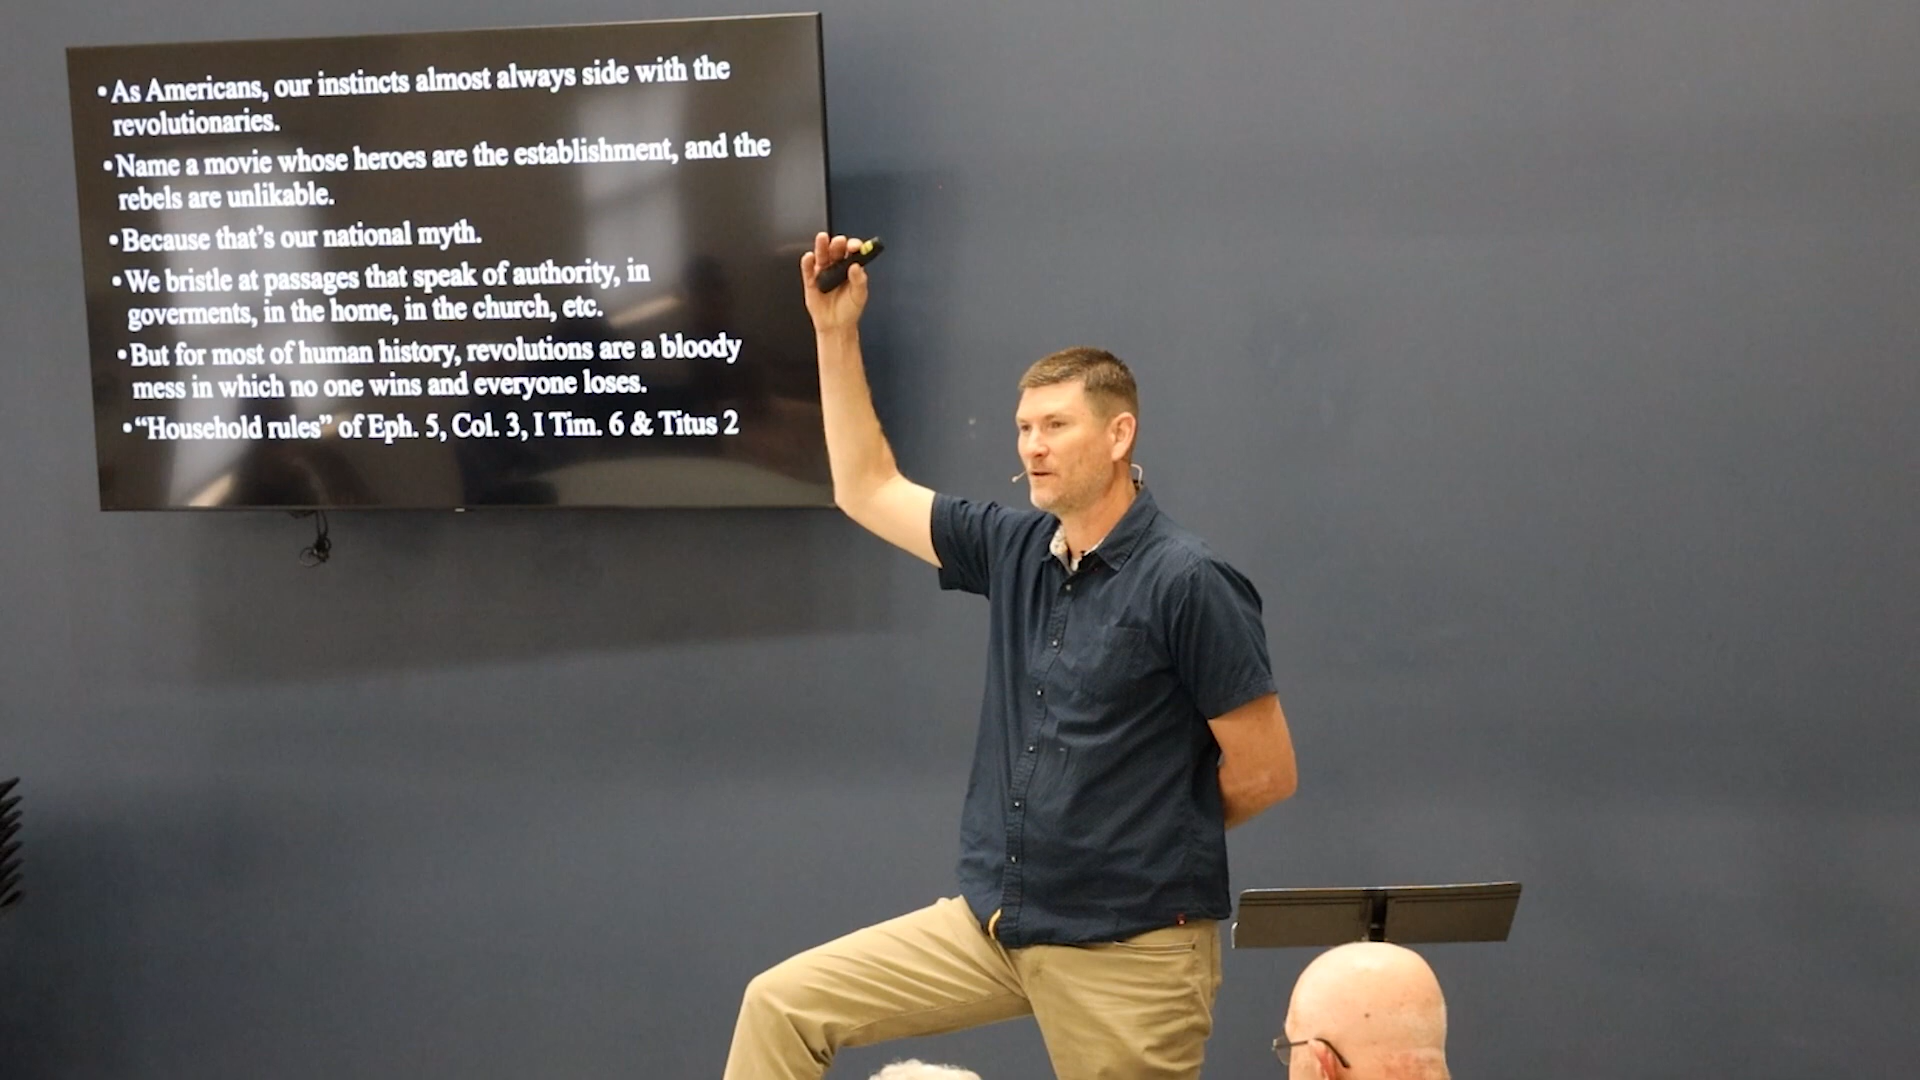 • As Americans, our instincts almost always side with the
revolutionaries.
• Name a movie whose heroes are the establishment, and the
rebels are unlikable.
• Because that’s our national myth.
• We bristle at passages that speak of authority, in
goverments, in the home, in the church, etc.
• But for most of human history, revolutions are a bloody
mess in which no one wins and everyone loses.
• “Household rules” of Eph. 5, Col. 3, I Tim. 6 & Titus 2